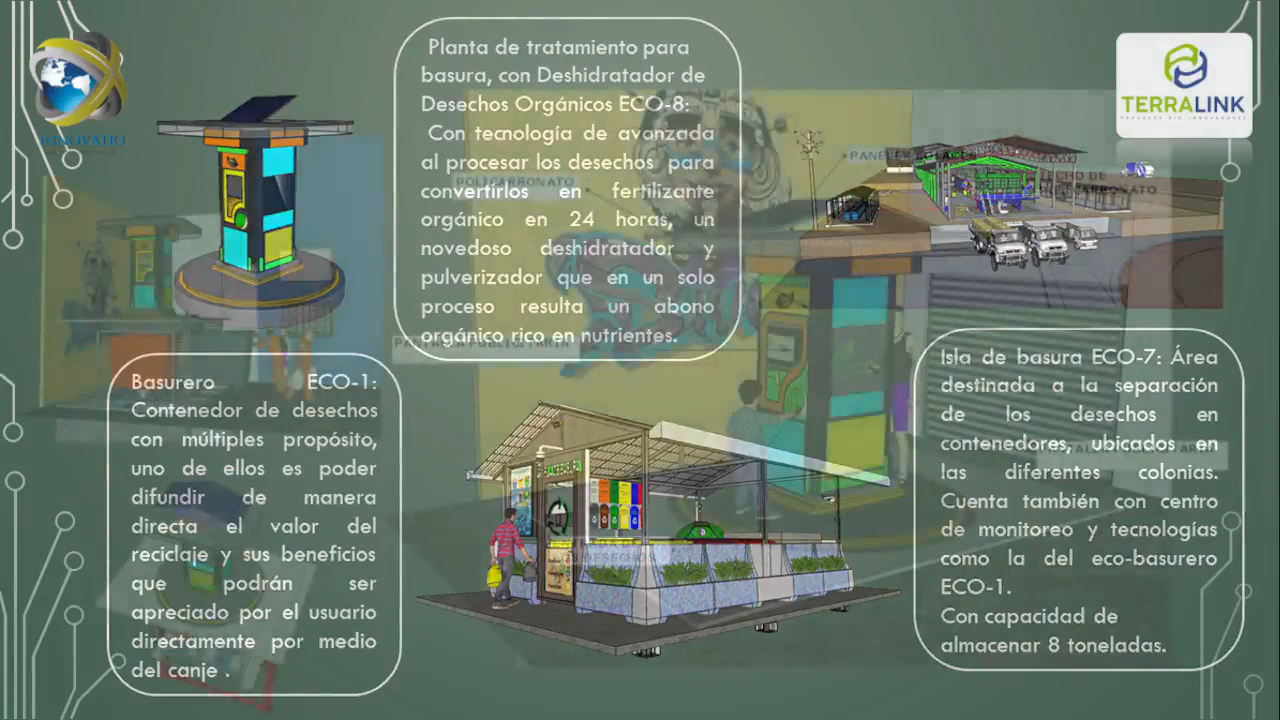 Planta de tratamiento para
basura, con Deshidratador de
Desechos Orgánicos ECO-8:
Con tecnología de avanzada
al procesar los desechos para
convertirlos en fertilizante
orgánico en 24 horas, un
novedoso deshidratador y
pulverizador que en un solo
proceso resulta un abono
orgánico rico en nutrientes.
TERRALINK
INNOVATIO
POLICARBONATO
Basurero ECO-1:
Contenedor de desechos
con múltiples propósito,
uno de ellos es poder
difundir de manera
directa el valor del
reciclaje y sus beneficios
que podrán ser
apreciado por el usuario
directamente por medio
del canje .
Isla de basura ECO-7: Área
destinada a la separación
de los desechos en
contenedores, ubicados en
las diferentes colonias.
Cuenta también con centro
de monitoreo y tecnologías
como la del eco-basurero
ECO-1.
Con capacidad de
almacenar 8 toneladas.